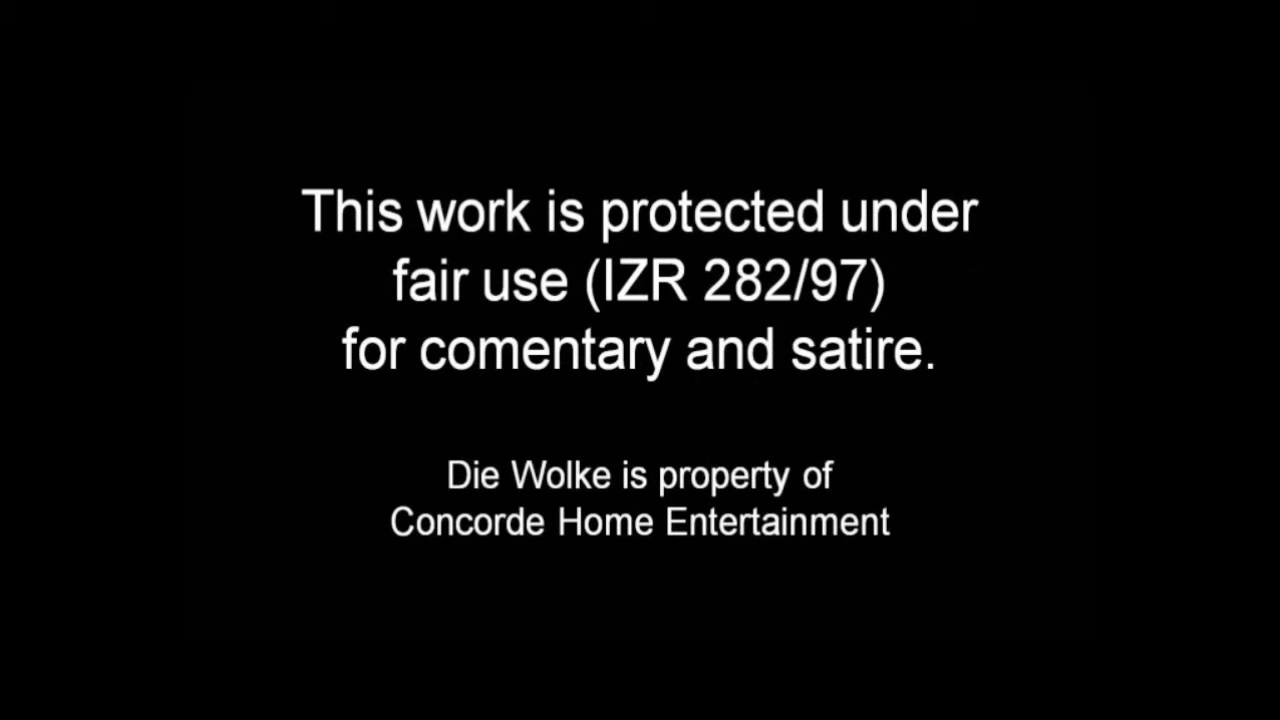 This work is protected under
fair use (IZR 282/97)
for comentary and satire.
Die Wolke is property of
Concorde Home Entertainment